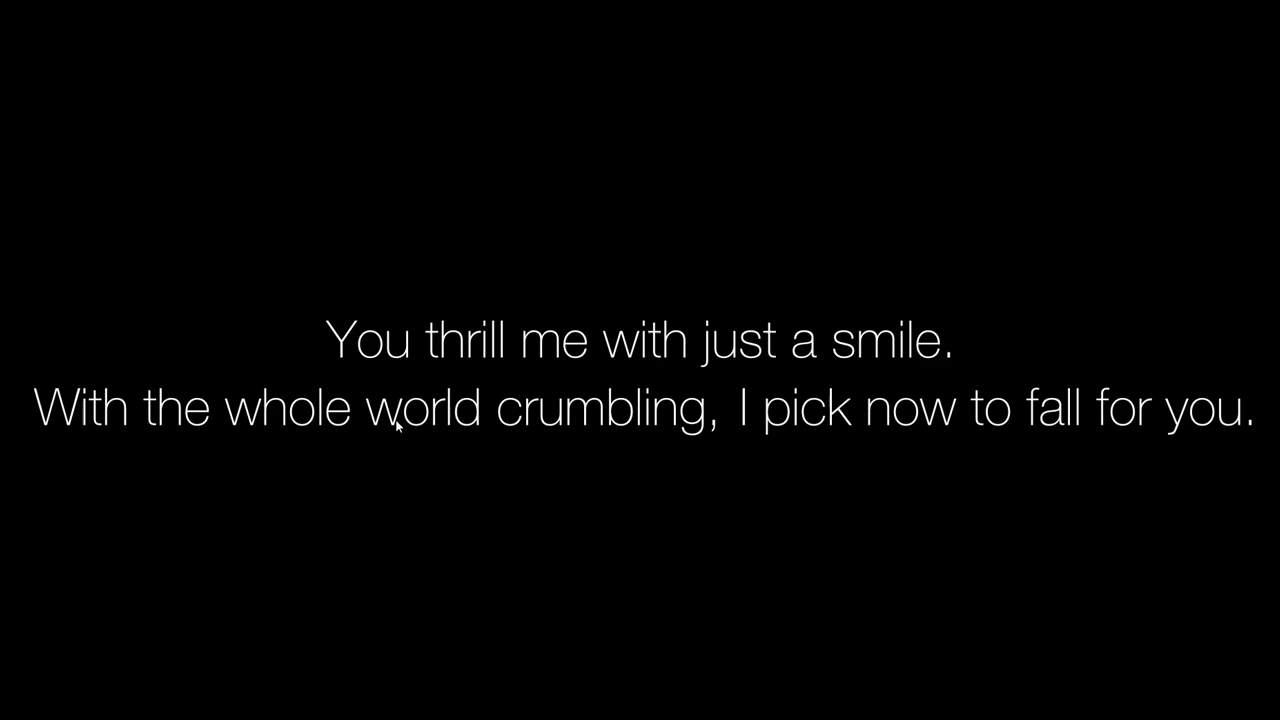 You thrill me with just a smile.
With the whole world crumbling, I pick now to fall for you.